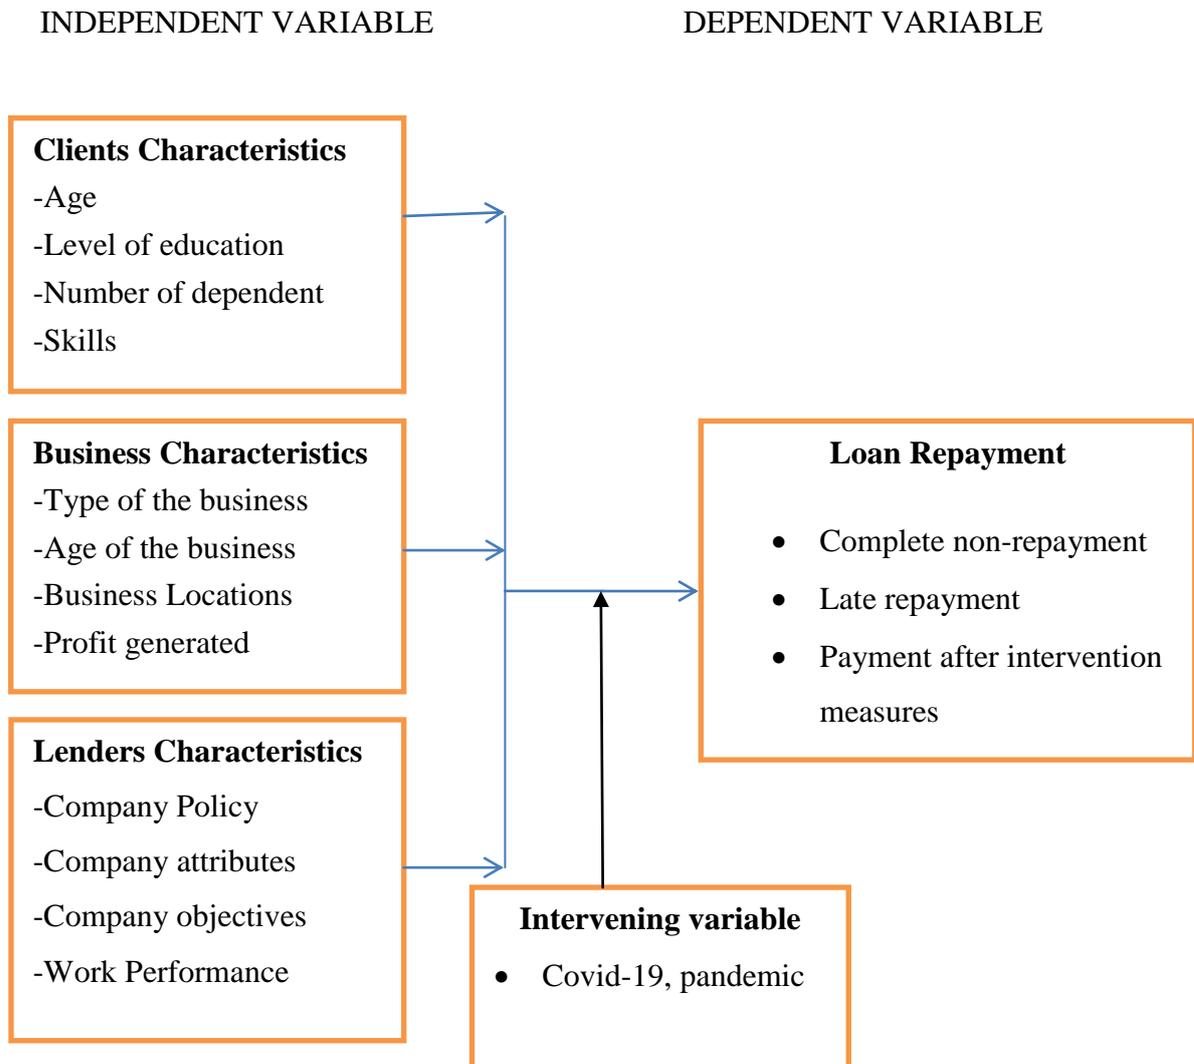 INDEPENDENT VARIABLE
DEPENDENT VARIABLE
Clients Characteristics
-Age
-Level of education
-Number of dependent
-Skills
Business Characteristics
-Type of the business
-Age of the business
-Business Locations
-Profit generated
Loan Repayment
• Complete non-repayment
• Late repayment
• Payment after intervention
measures
Lenders Characteristics
-Company Policy
-Company attributes
-Company objectives
-Work Performance
Intervening variable
• Covid-19, pandemic